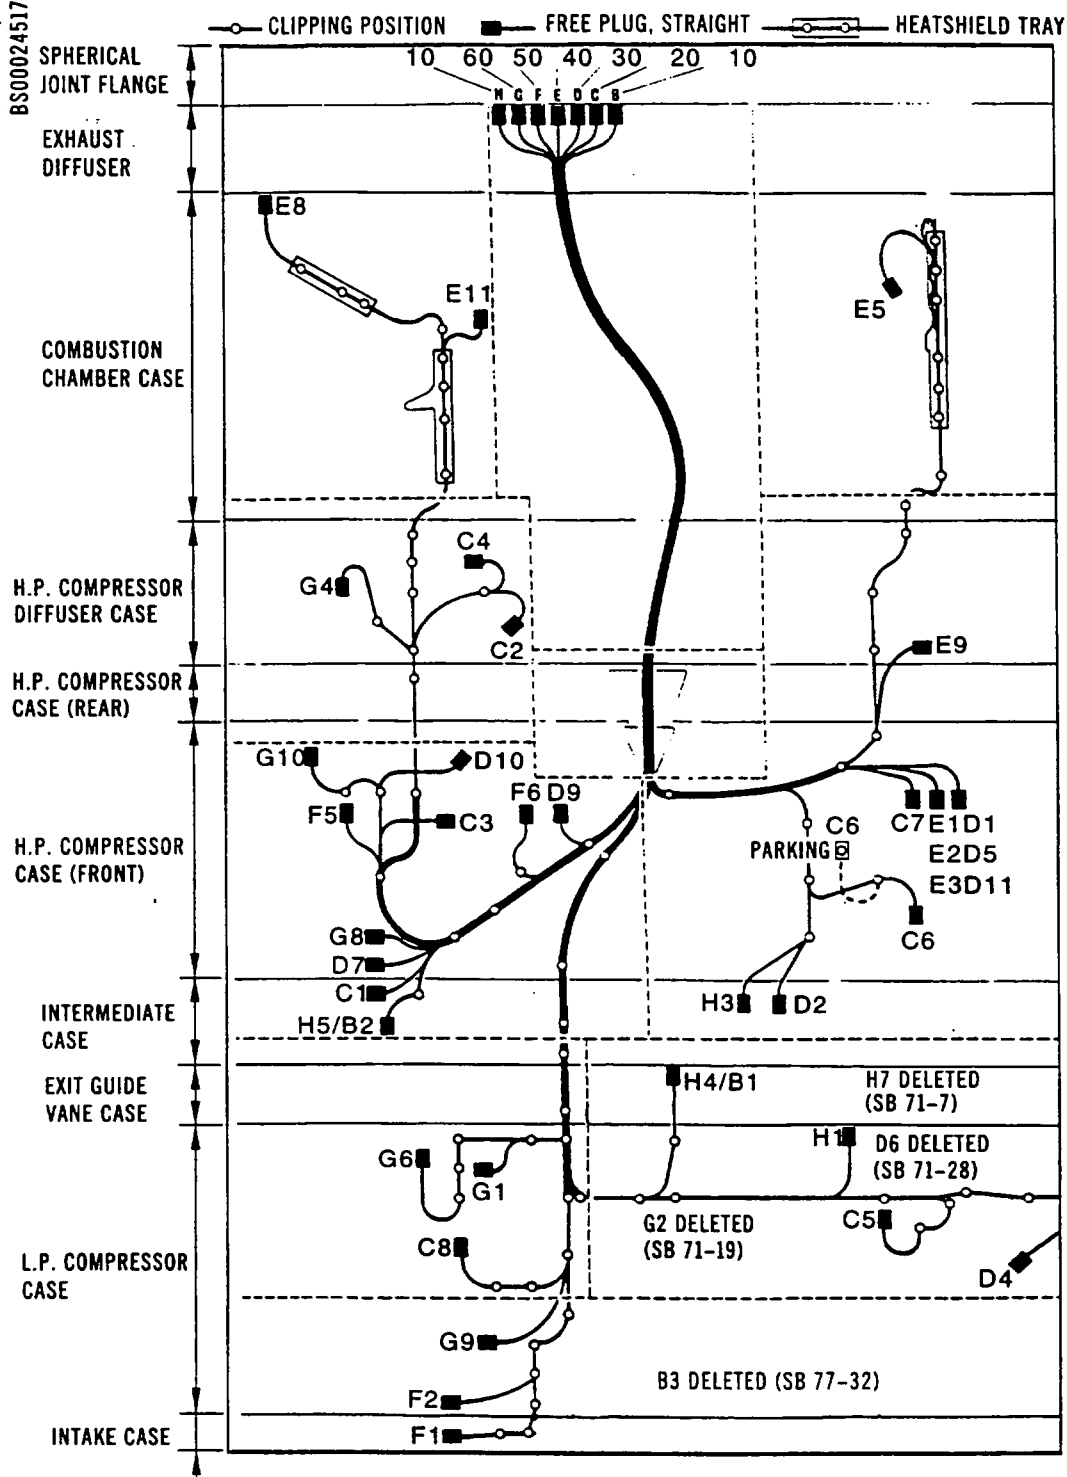 BS00024517
CLIPPING POSITION
FREE PLUG, STRAIGHT
HEATSHIELD TRAY
SPHERICAL
JOINT FLANGE
10 60 50 40 30 20 10
H G F E D C B
EXHAUST
DIFFUSER
E8
E11
E5
COMBUSTION
CHAMBER CASE
C4
G4
C2
H.P. COMPRESSOR
DIFFUSER CASE
E9
H.P. COMPRESSOR
CASE (REAR)
G10
D10
F5
C3
F6 D9
C7 E1 D1
E2 D5
E3 D11
C6
PARKING
C6
H.P. COMPRESSOR
CASE (FRONT)
G8
D7
C1
H5/B2
H3
D2
INTERMEDIATE
CASE
EXIT GUIDE
VANE CASE
H4/B1
H7 DELETED
(SB 71-7)
G6
G1
H1
D6 DELETED
(SB 71-28)
G2 DELETED
(SB 71-19)
C5
C8
D4
L.P. COMPRESSOR
CASE
G9
F2
B3 DELETED (SB 77-32)
INTAKE CASE
F1